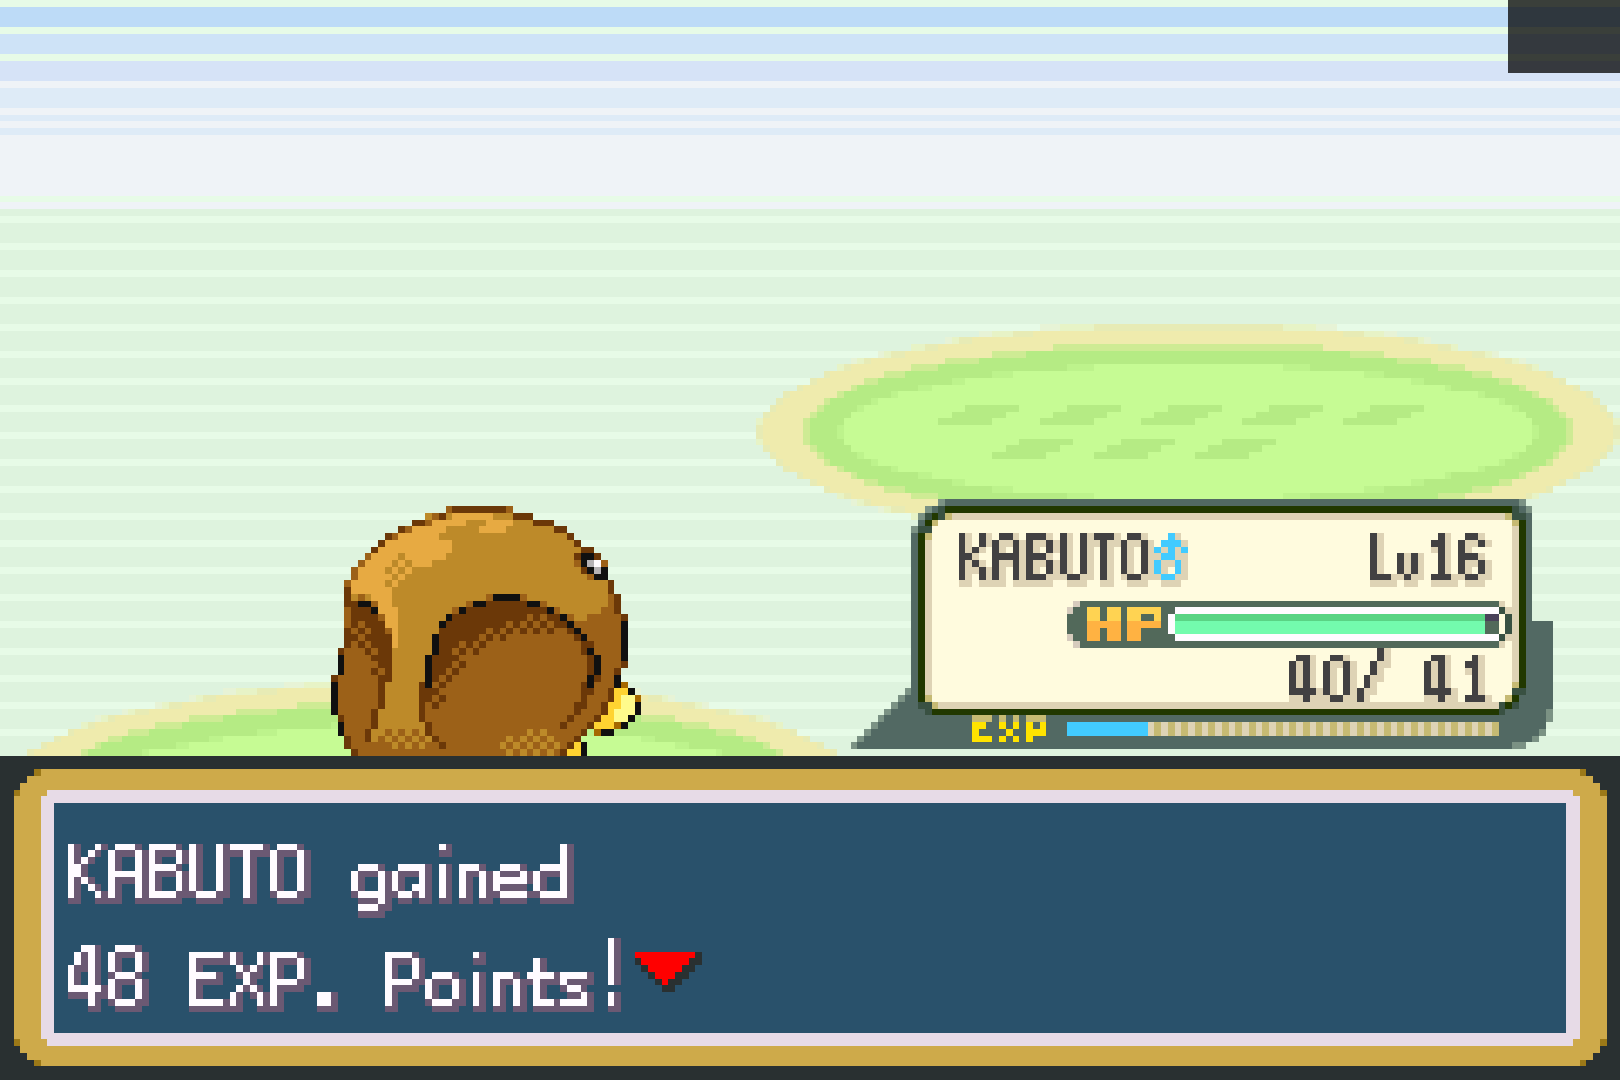 KABUTO♂ Lv16
HP
40/ 41
EXP
KABUTO gained
48 EXP. Points!